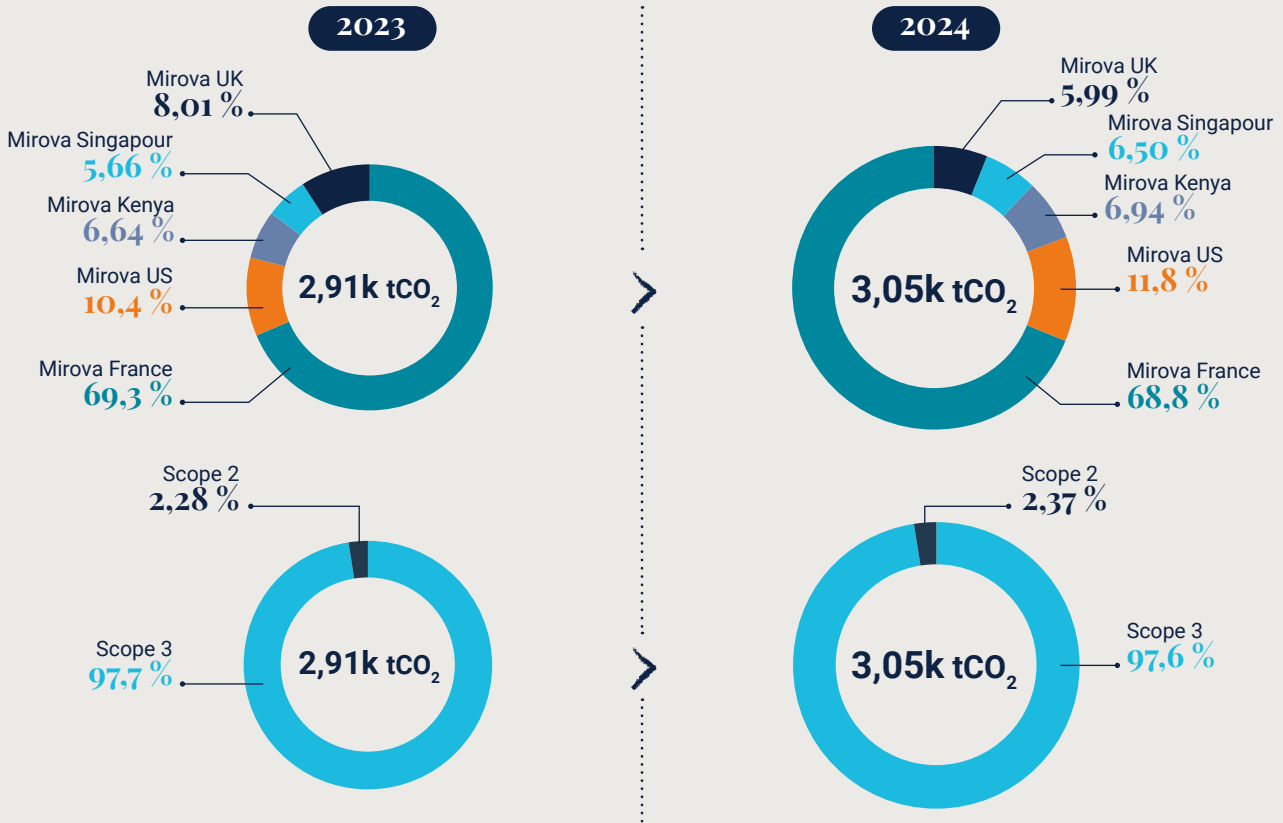 2023
Mirova UK
8,01 %
Mirova Singapour
5,66 %
Mirova Kenya
6,64 %
Mirova US
10,4 %
Mirova France
69,3 %
2,91k tCO₂
2024
Mirova UK
5,99 %
Mirova Singapour
6,50 %
Mirova Kenya
6,94 %
Mirova US
11,8 %
Mirova France
68,8 %
3,05k tCO₂
Scope 2
2,28 %
Scope 3
97,7 %
2,91k tCO₂
Scope 2
2,37 %
Scope 3
97,6 %
3,05k tCO₂